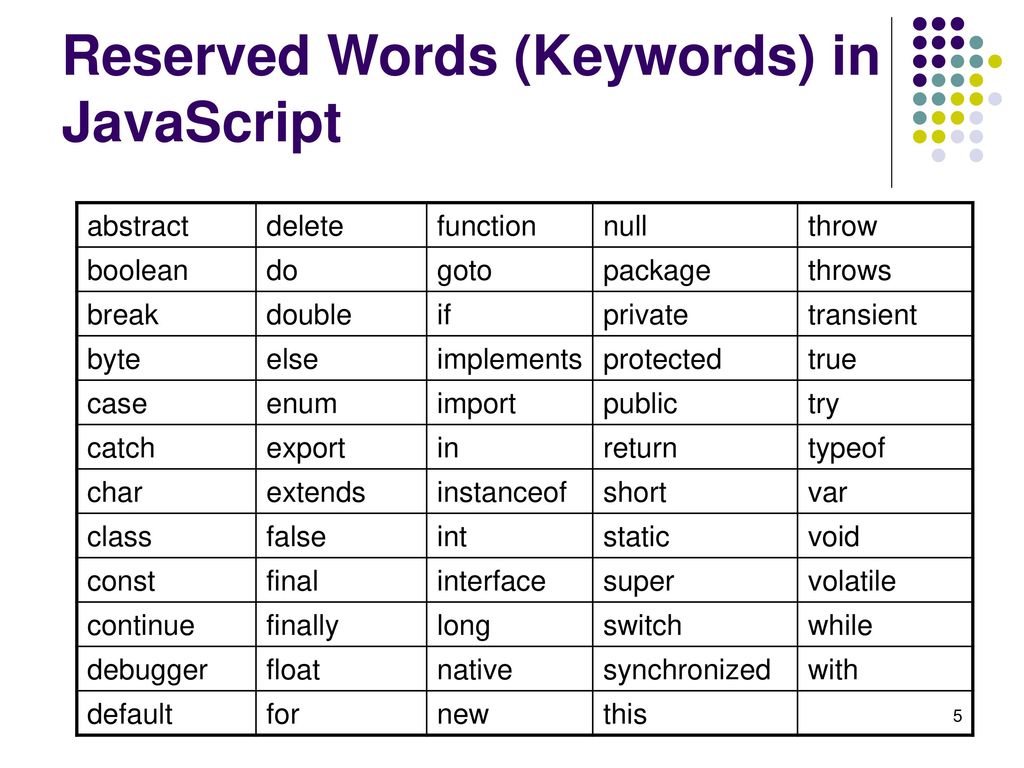 Reserved Words (Keywords) in
JavaScript
abstract delete function null throw
boolean do goto package throws
break double if private transient
byte else implements protected true
case enum import public try
catch export in return typeof
char extends instanceof short var
class false int static void
const final interface super volatile
continue finally long switch while
debugger float native synchronized with
default for new this
5